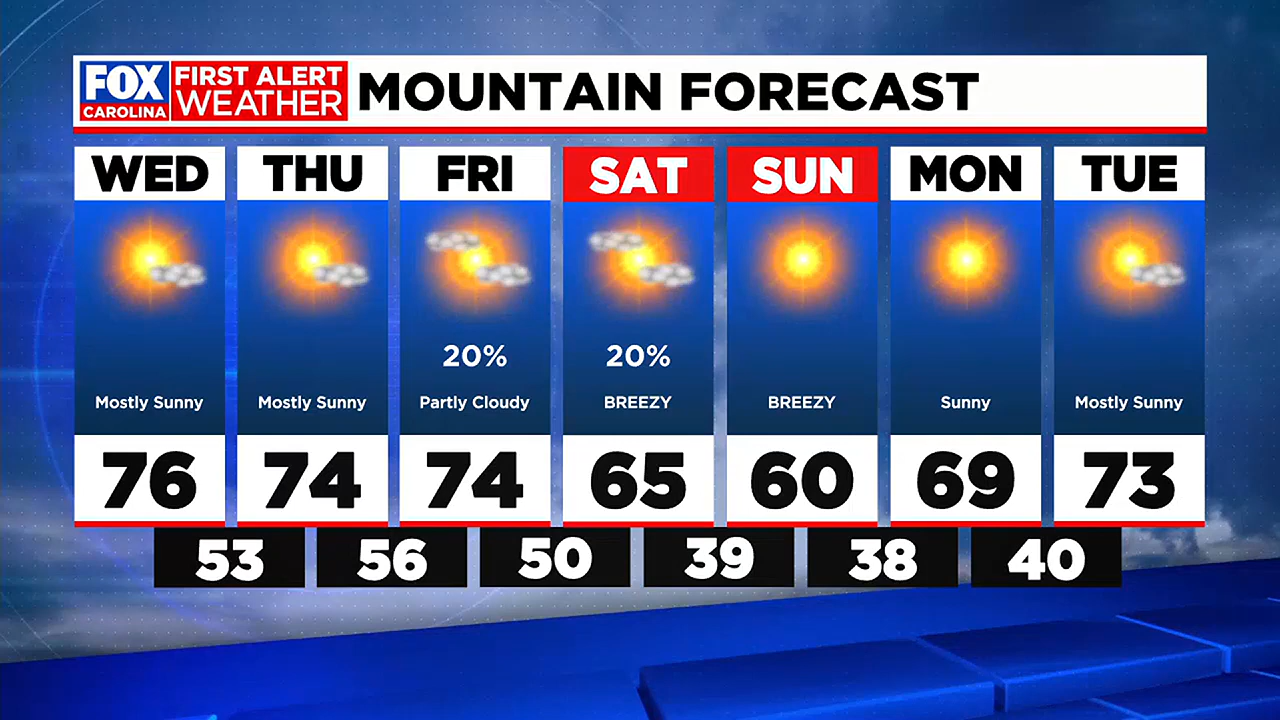 FOX
CAROLINA
FIRST ALERT
WEATHER
MOUNTAIN FORECAST
WED THU FRI SAT SUN MON TUE
20% 20%
Mostly Sunny Mostly Sunny Partly Cloudy BREEZY BREEZY Sunny Mostly Sunny
76 74 74 65 60 69 73
53 56 50 39 38 40